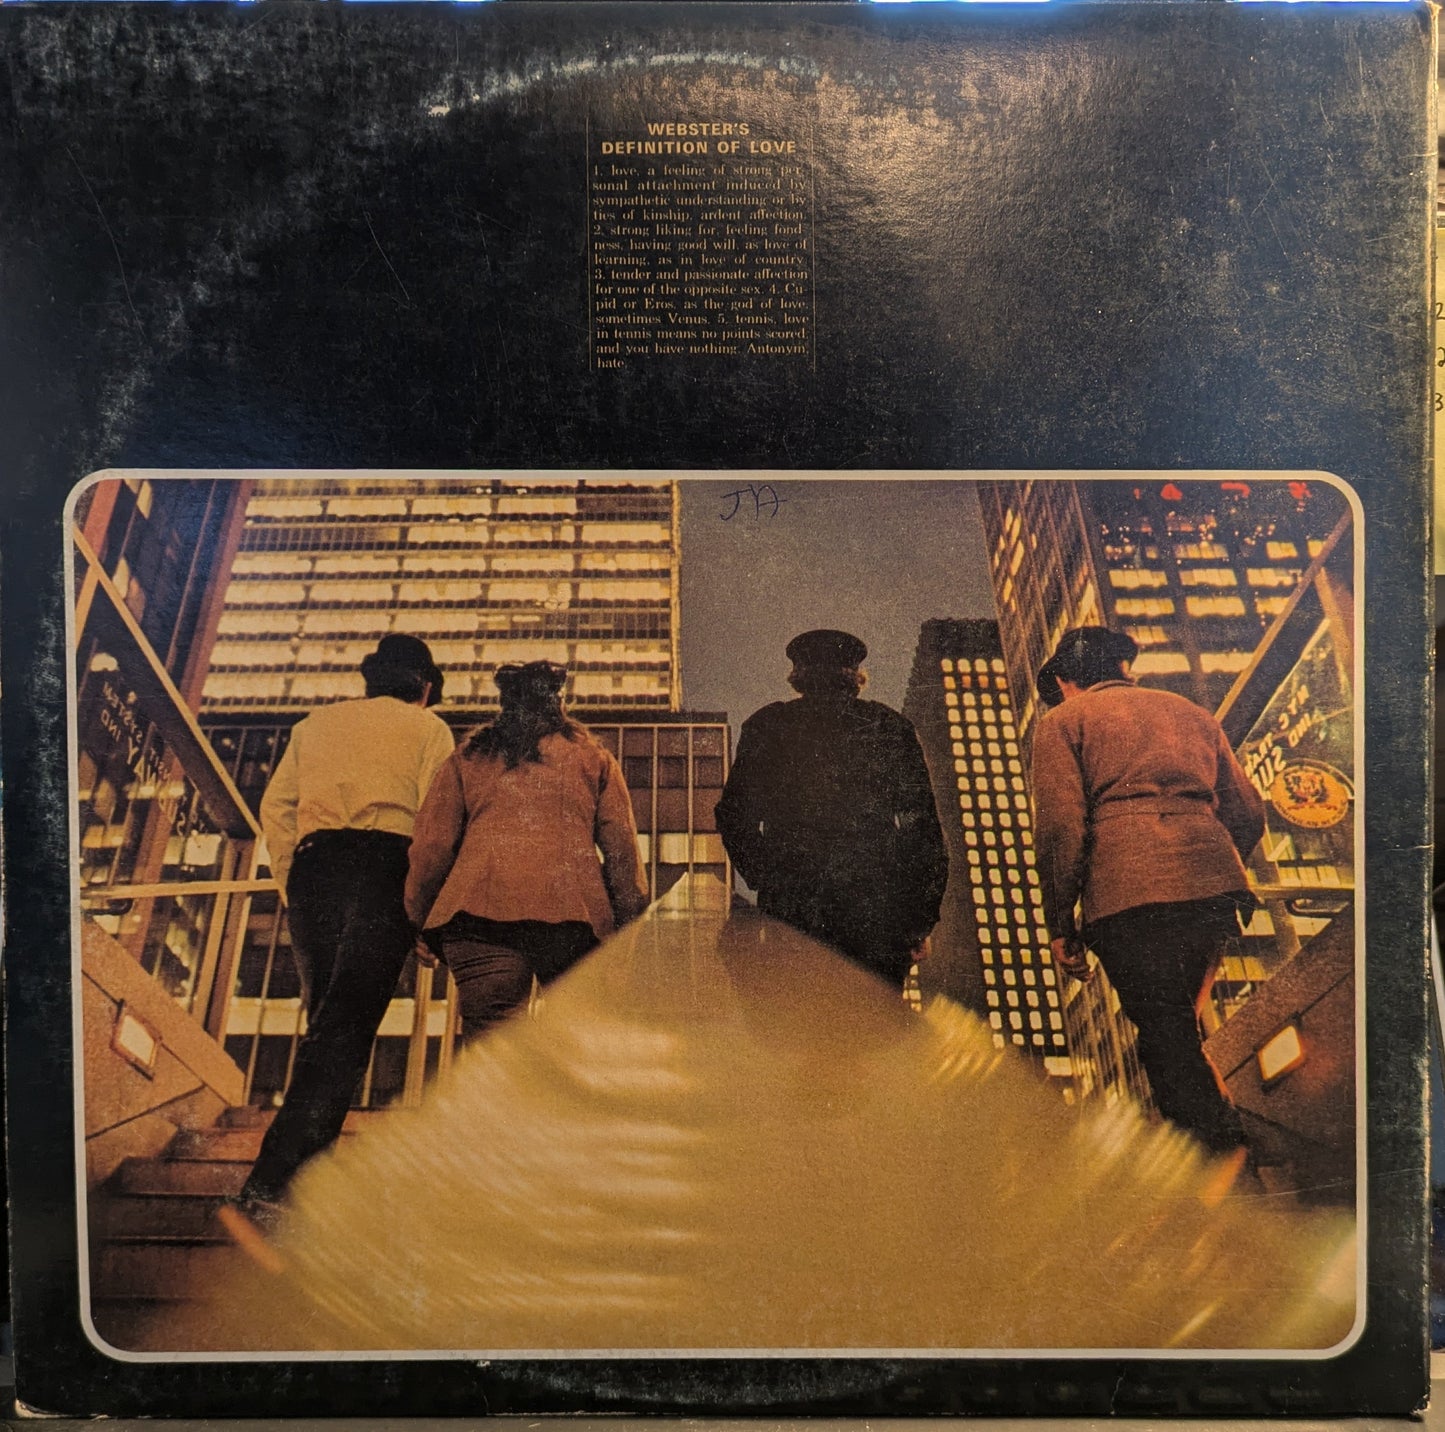 WEBSTER'S
DEFINITION OF LOVE
1. love, a feeling of strong per-
sonal attachment induced by
sympathetic understanding or by
ties of kinship, ardent affection.
2. strong liking for, feeling fond-
ness, having good will, as love of
learning, as in love of country.
3. tender and passionate affection
for one of the opposite sex. 4. Cu-
pid or Eros, as the god of love,
sometimes Venus. 5. tennis, love
in tennis means no points scored,
and you have nothing. Antonym,
hate.
JA
NYC
2
2
3